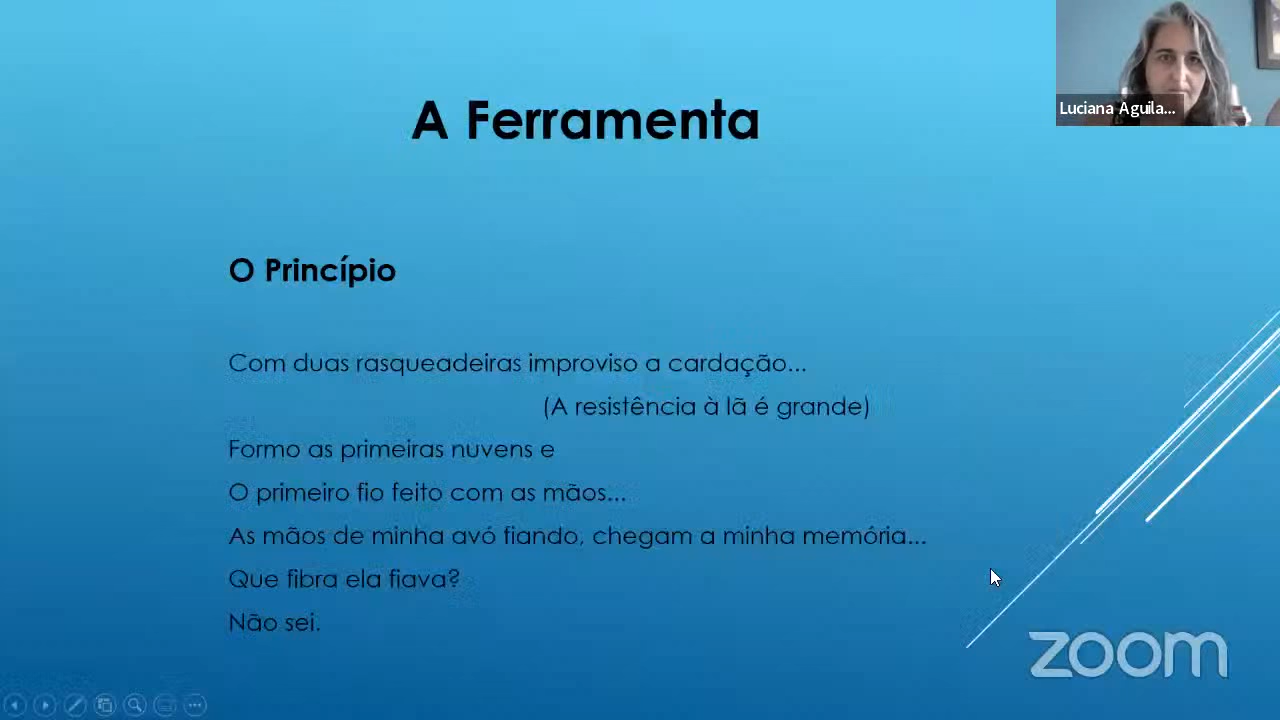 A Ferramenta
Luciana Aguila...
O Princípio
Com duas rasqueadeiras improviso a cardação...
(A resistência à lã é grande)
Formo as primeiras nuvens e
O primeiro fio feito com as mãos...
As mãos de minha avó fiando, chegam a minha memória...
Que fibra ela fiava?
Não sei.
zoom